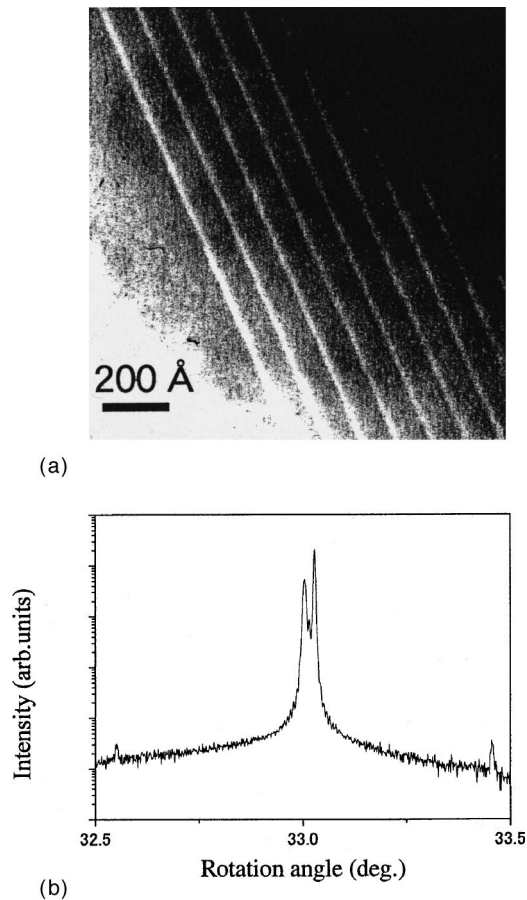 200 Å
(a)
Intensity (arb.units)
32.5 33.0 33.5
Rotation angle (deg.)
(b)